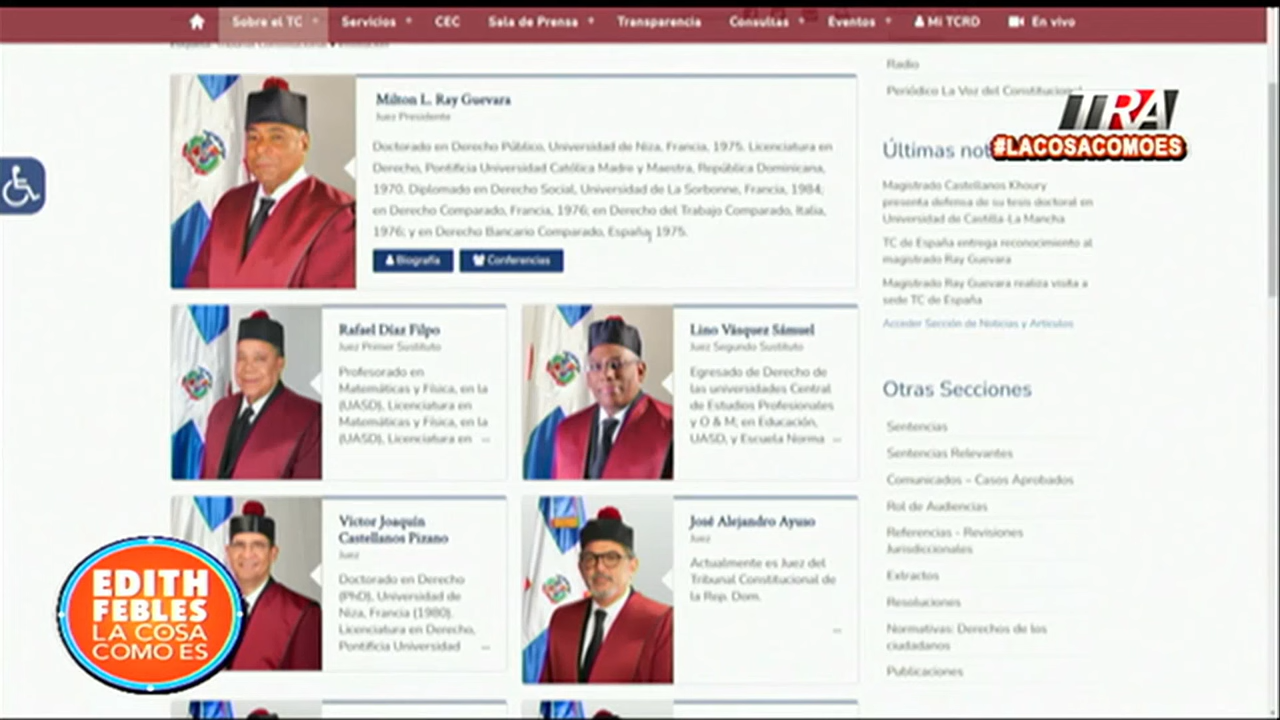 Sobre el TC +
Servicios +
CEC
Sala de Prensa +
Transparencia
Consultas +
Eventos +
Mi TCRD
En vivo
Milton L. Ray Guevara
Juez Presidente
Doctorado en Derecho Público, Universidad de Niza, Francia, 1975. Licenciatura en
Derecho, Pontificia Universidad Católica Madre y Maestra, República Dominicana,
1970. Diplomado en Derecho Social, Universidad de La Sorbonne, Francia, 1984;
en Derecho Comparado, Francia, 1976; en Derecho del Trabajo Comparado, Italia,
1976; y en Derecho Bancario Comparado, España, 1975.
Biografía
Conferencias
Rafael Díaz Filpo
Juez Primer Sustituto
Profesorado en
Matemáticas y Física, en la
(UASD), Licenciatura en
Matemáticas y Física, en la
(UASD), Licenciatura en ...
Lino Vásquez Sámuel
Juez Segundo Sustituto
Egresado de Derecho de
las universidades Central
de Estudios Profesionales
y O & M; en Educación,
UASD, y Escuela Norma ...
Víctor Joaquín
Castellanos Pizano
Juez
Doctorado en Derecho
(PhD), Universidad de
Niza, Francia (1980).
Licenciatura en Derecho,
Pontificia Universidad ...
José Alejandro Ayuso
Juez
Actualmente es Juez del
Tribunal Constitucional de
la Rep. Dom.
...
Radio
Periódico La Voz del Constitucional
TRA
#LACOSACOMOES
Últimas not
Magistrado Castellanos Khoury
presenta defensa de su tesis doctoral en
Universidad de Castilla-La Mancha
TC de España entrega reconocimiento al
magistrado Ray Guevara
Magistrado Ray Guevara realiza visita a
sede TC de España
Acceder Sección de Noticias y Artículos
Otras Secciones
Sentencias
Sentencias Relevantes
Comunicados – Casos Aprobados
Rol de Audiencias
Referencias - Revisiones
Jurisdiccionales
Extractos
Resoluciones
Normativas: Derechos de los
ciudadanos
Publicaciones
EDITH
FEBLES
LA COSA
COMO ES